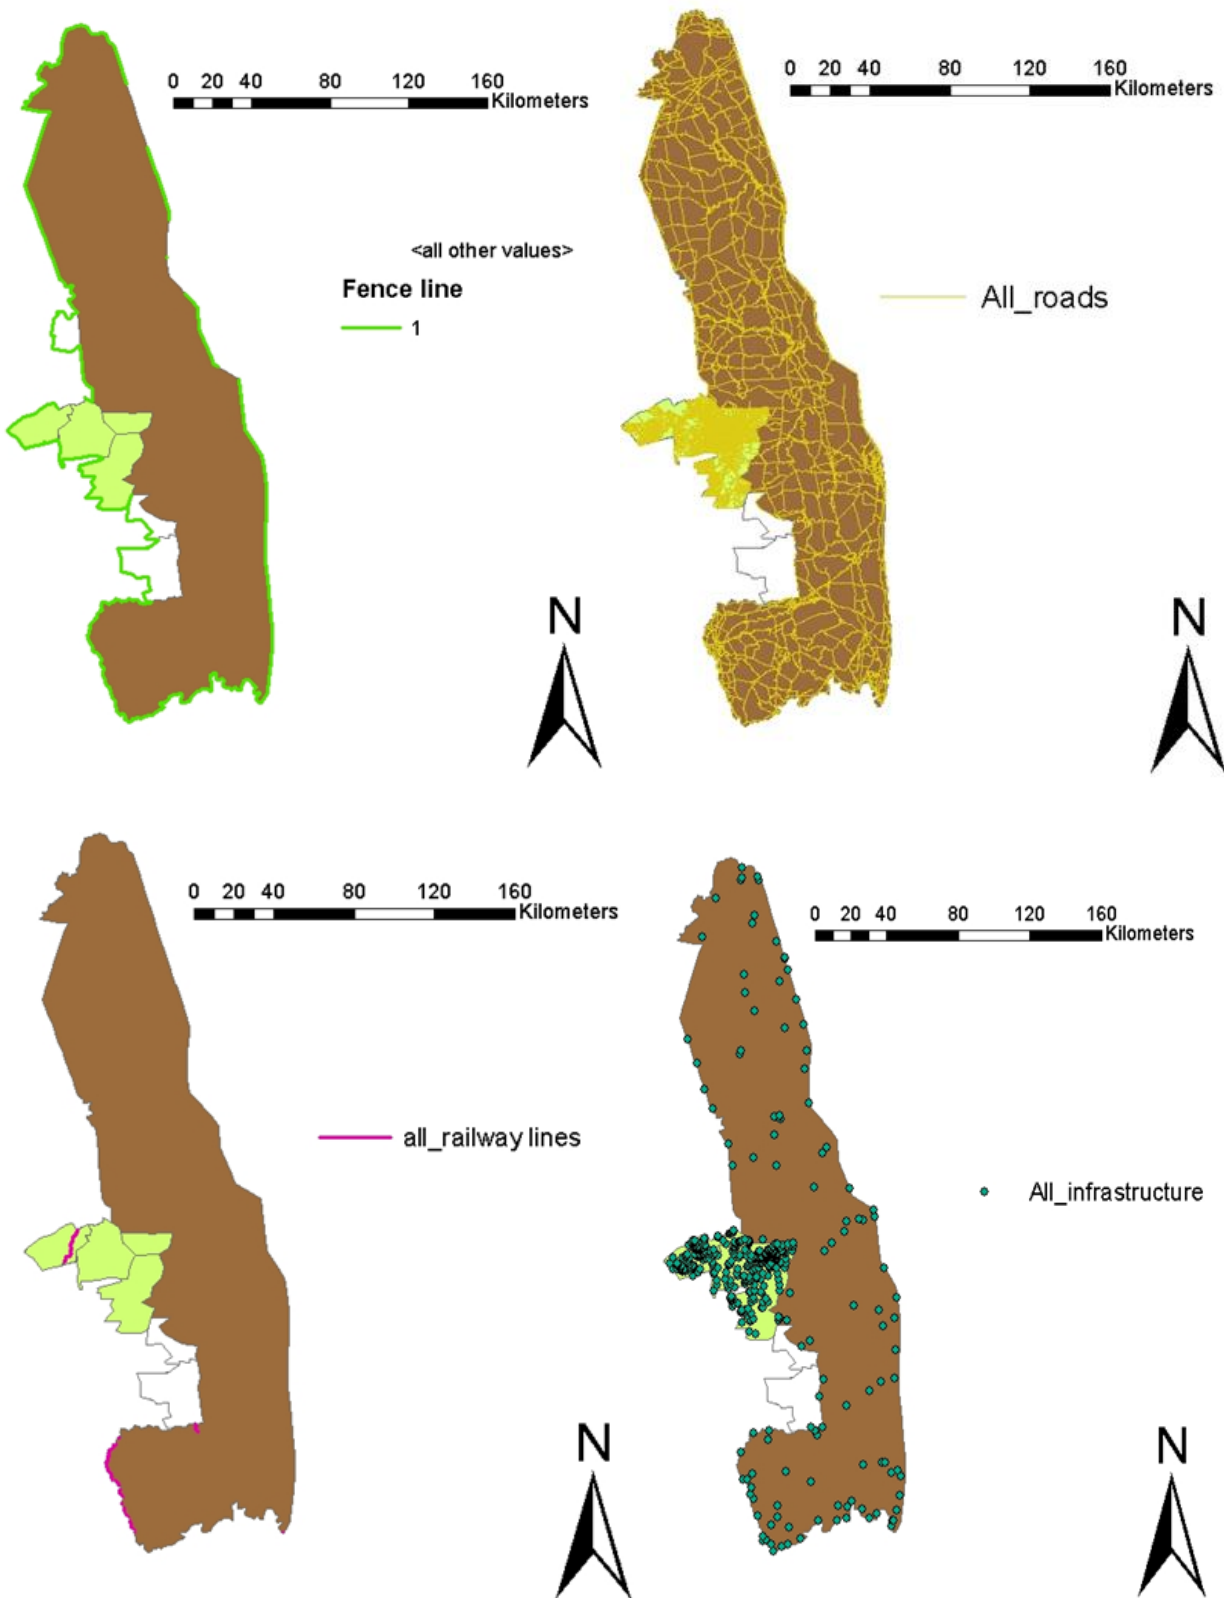 0 20 40 80 120 160
Kilometers
<all other values>
Fence line
1
N
0 20 40 80 120 160
Kilometers
All_roads
N
0 20 40 80 120 160
Kilometers
all_railway lines
N
0 20 40 80 120 160
Kilometers
All_infrastructure
N